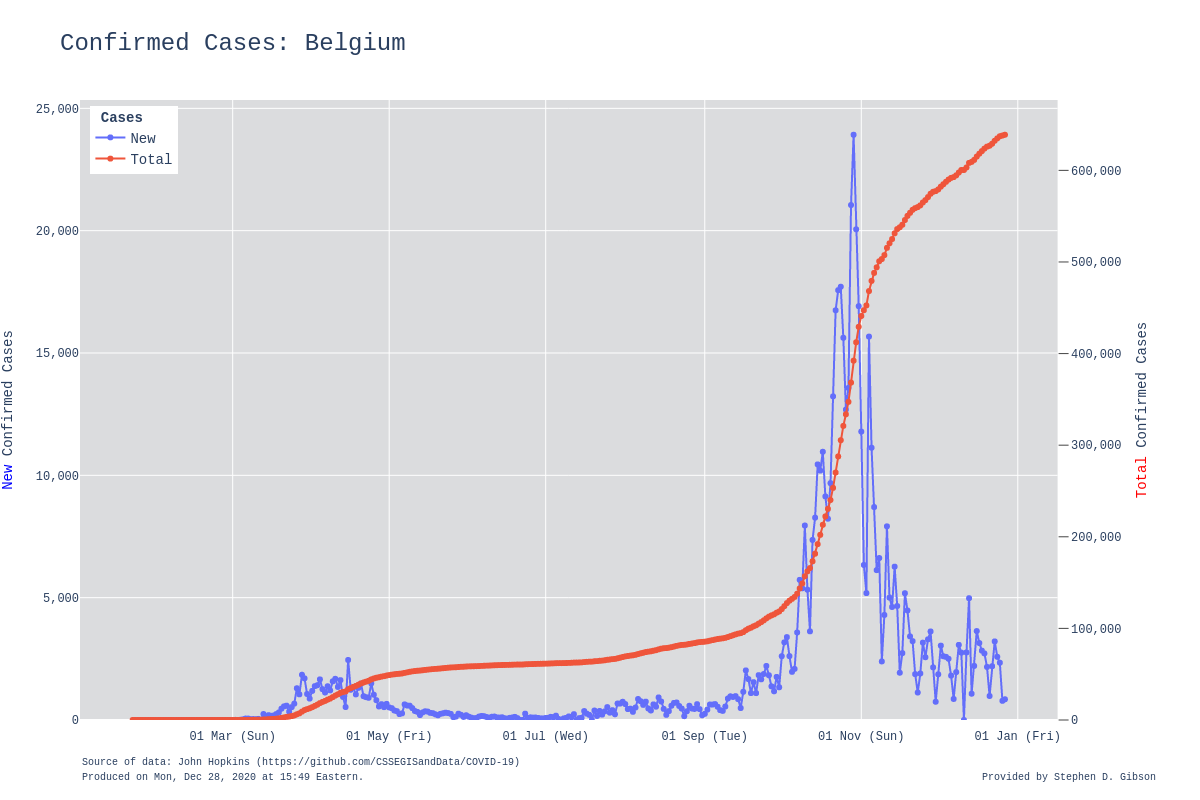 Confirmed Cases: Belgium
Cases
New
Total
25,000
20,000
15,000
10,000
5,000
0
New Confirmed Cases
600,000
500,000
400,000
300,000
200,000
100,000
0
Total Confirmed Cases
01 Mar (Sun)
01 May (Fri)
01 Jul (Wed)
01 Sep (Tue)
01 Nov (Sun)
01 Jan (Fri)
Source of data: John Hopkins (https://github.com/CSSEGISandData/COVID-19)
Produced on Mon, Dec 28, 2020 at 15:49 Eastern.
Provided by Stephen D. Gibson